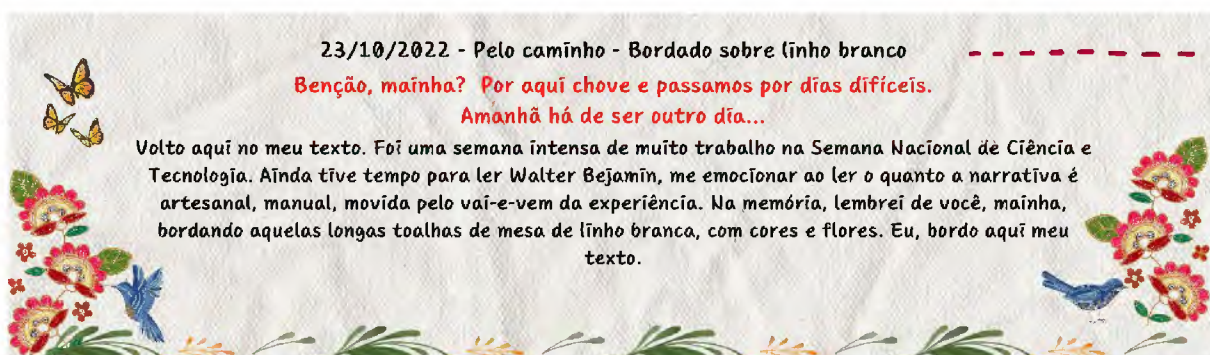 23/10/2022 - Pelo caminho - Bordado sobre linho branco
Benção, mainha? Por aqui chove e passamos por dias difíceis.
Amanhã há de ser outro dia...
Volto aqui no meu texto. Foi uma semana intensa de muito trabalho na Semana Nacional de Ciência e
Tecnologia. Ainda tive tempo para ler Walter Bejamin, me emocionar ao ler o quanto a narrativa é
artesanal, manual, movida pelo vai-e-vem da experiência. Na memória, lembrei de você, mainha,
bordando aquelas longas toalhas de mesa de linho branca, com cores e flores. Eu, bordo aqui meu
texto.